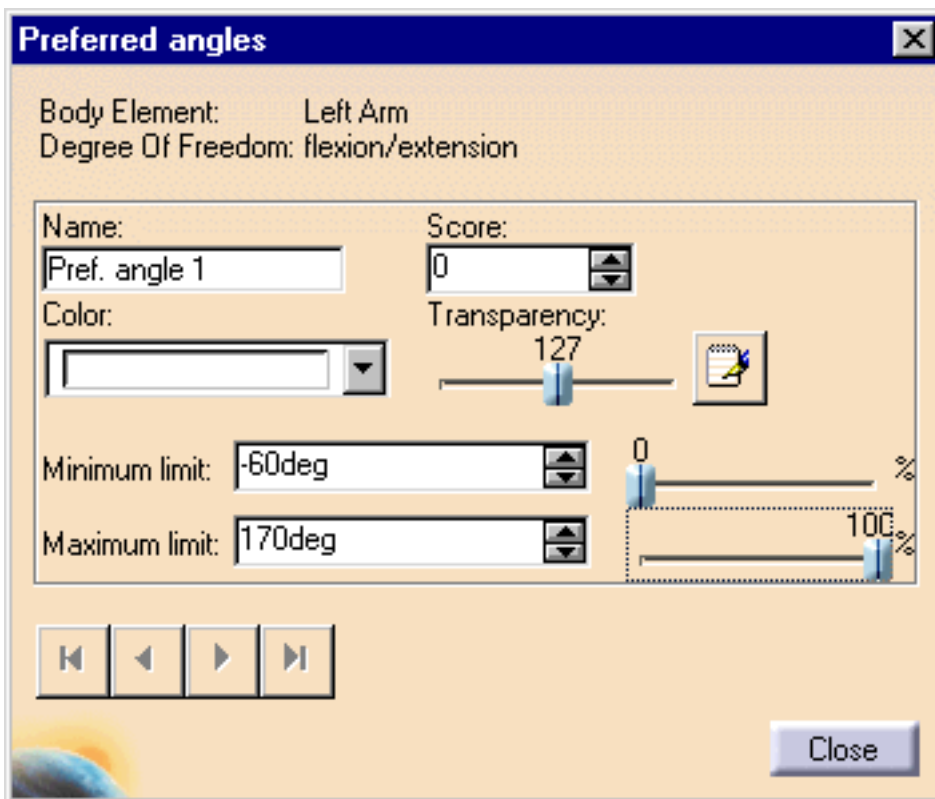 Preferred angles
Body Element: Left Arm
Degree Of Freedom: flexion/extension
Name: Score:
Pref. angle 1 0
Color: Transparency:
127
Minimum limit: -60deg 0 %
Maximum limit: 170deg 100 %
Close